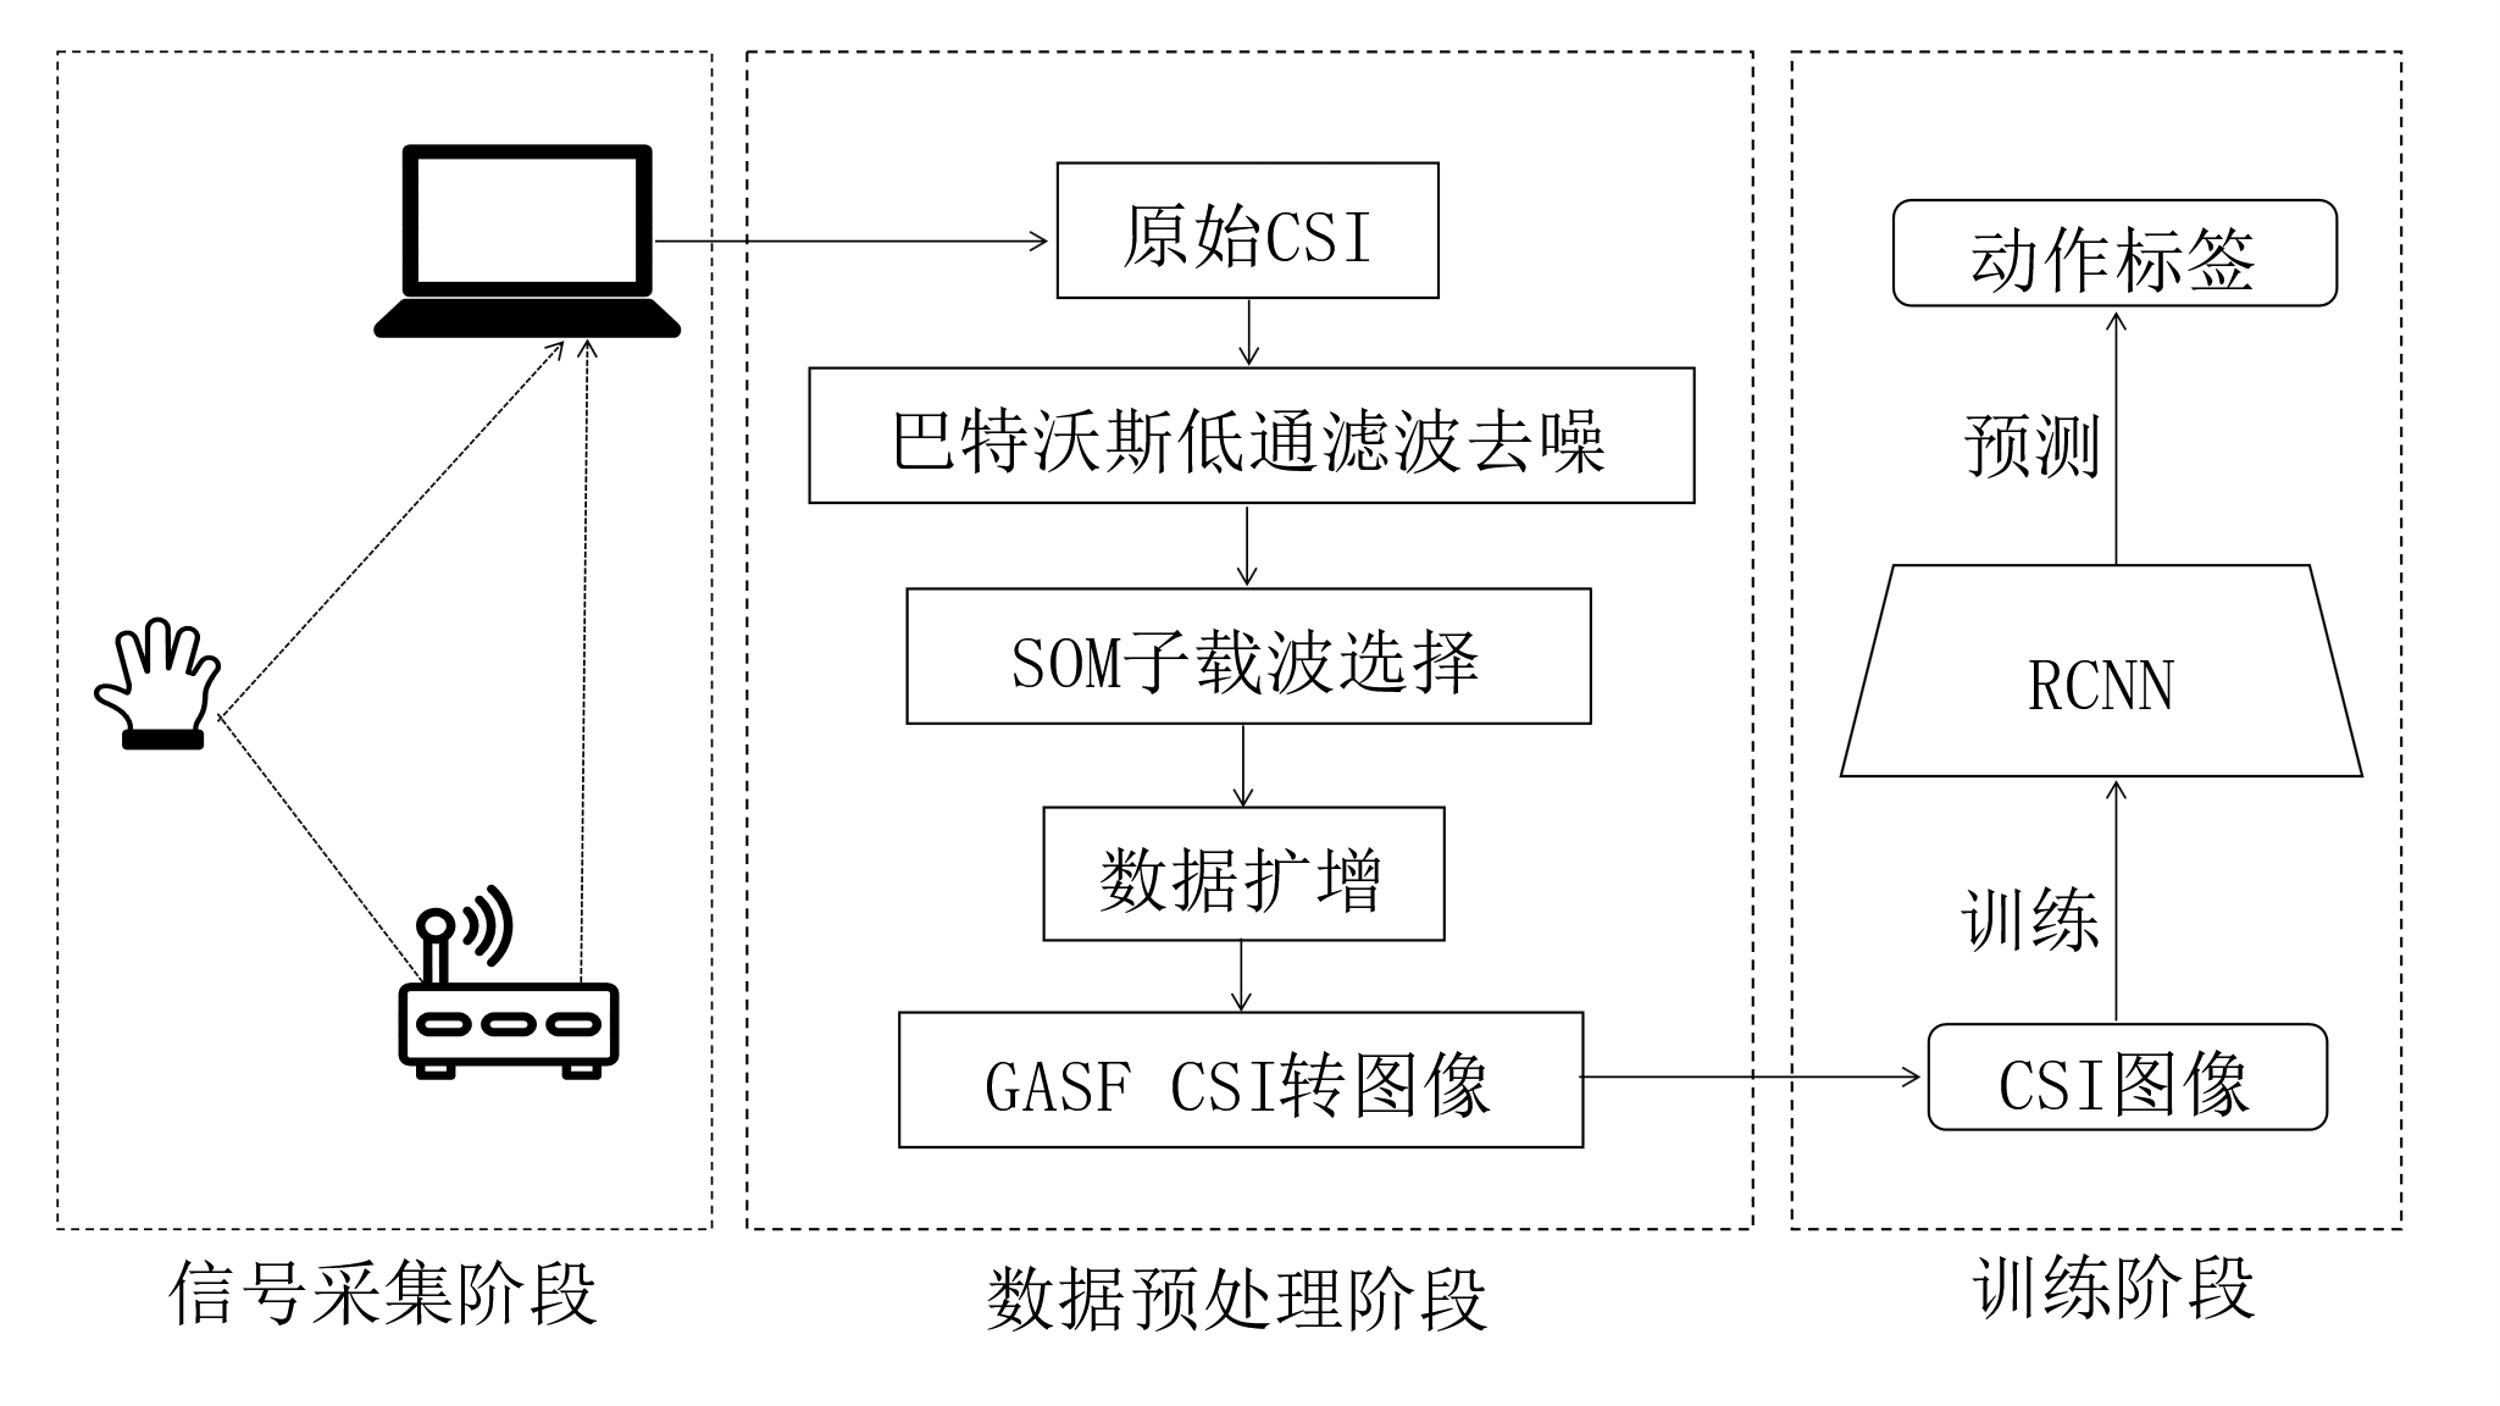 原始CSI
巴特沃斯低通滤波去噪
SOM子载波选择
数据扩增
GASF CSI转图像
动作标签
预测
RCNN
训练
CSI图像
信号采集阶段
数据预处理阶段
训练阶段